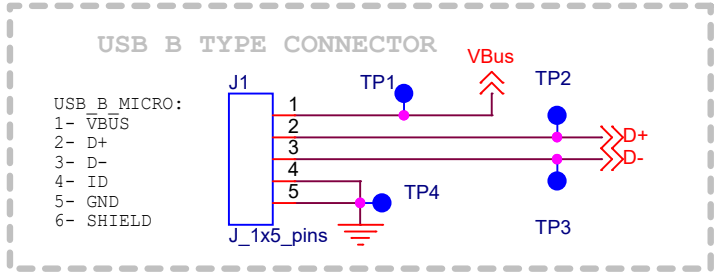 USB B TYPE CONNECTOR
VBus
J1
TP1
TP2
USB_B_MICRO:
1- VBUS
2- D+
3- D-
4- ID
5- GND
6- SHIELD
1
2
3
4
5
D+
D-
TP4
TP3
J_1x5_pins